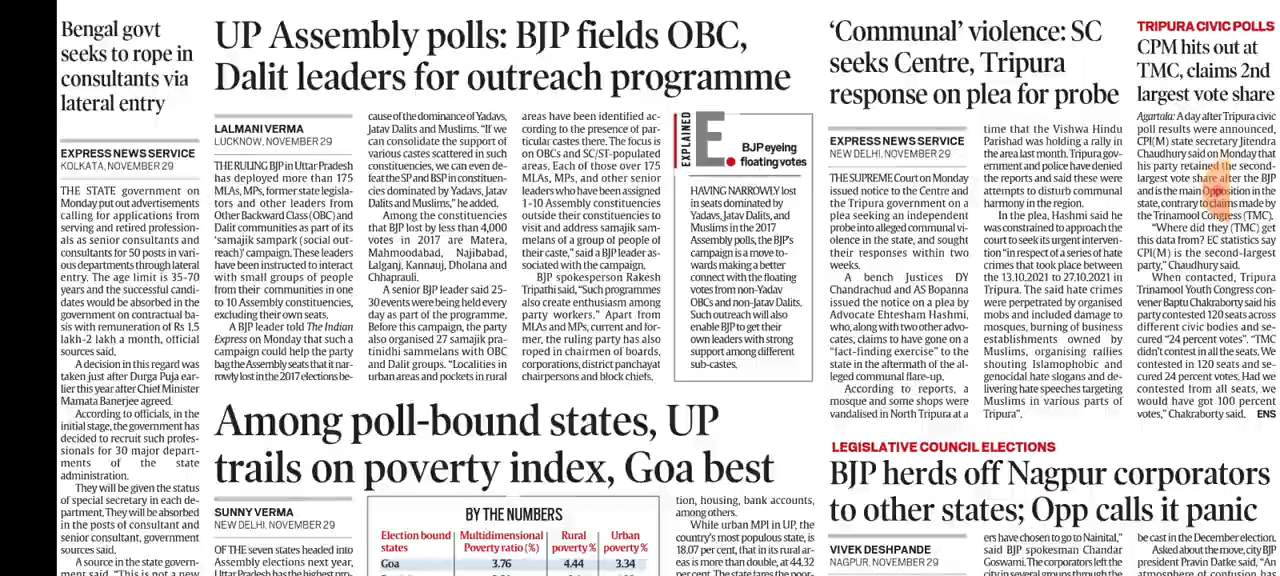 Bengal govt
seeks to rope in
consultants via
lateral entry
EXPRESS NEWS SERVICE
KOLKATA, NOVEMBER 29
THE STATE government on
Monday put out advertisements
calling for applications from
serving and retired profession-
als as senior consultants and
consultants for 50 posts in vari-
ous departments through lateral
entry. The age limit is 35-70
years and the successful candi-
dates would be absorbed in the
government on contractual ba-
sis with remuneration of Rs 1.5
lakh-2 lakh a month, official
sources said.
A decision in this regard was
taken just after Durga Puja ear-
lier this year after Chief Minister
Mamata Banerjee agreed.
According to officials, in the
initial stage, the government has
decided to recruit such profes-
sionals for 30 major depart-
ments of the state
administration.
They will be given the status
of special secretary in each de-
partment. They will be absorbed
in the posts of consultant and
senior consultant, government
sources said.
A source in the state govern-
ment said, "This is not a new
UP Assembly polls: BJP fields OBC,
Dalit leaders for outreach programme
LALMANI VERMA
LUCKNOW, NOVEMBER 29
THE RULING BJP in Uttar Pradesh
has deployed more than 175
MLAs, MPs, former state legisla-
tors and other leaders from
Other Backward Class (OBC) and
Dalit communities as part of its
'samajik sampark (social out-
reach)' campaign. These leaders
have been instructed to interact
with small groups of people
from their communities in one
to 10 Assembly constituencies,
excluding their own seats.
A BJP leader told The Indian
Express on Monday that such a
campaign could help the party
bag the Assembly seats that it nar-
rowly lost in the 2017 elections be-
cause of the dominance of Yadavs,
Jatav Dalits and Muslims. "If we
can consolidate the support of
various castes scattered in such
constituencies, we can even de-
feat the SP and BSP in constituen-
cies dominated by Yadavs, Jatav
Dalits and Muslims," he added.
Among the constituencies
that BJP lost by less than 4,000
votes in 2017 are Matera,
Mahmoodabad, Najibabad,
Lalganj, Kannauj, Dholana and
Chhaprauli.
A senior BJP leader said 25-
30 events were being held every
day as part of the programme.
Before this campaign, the party
also organised 27 samajik pra-
tinidhi sammelans with OBC
and Dalit groups. "Localities in
urban areas and pockets in rural
areas have been identified ac-
cording to the presence of par-
ticular castes there. The focus is
on OBCs and SC/ST-populated
areas. Each of those over 175
MLAs, MPs, and other senior
leaders who have been assigned
1-10 Assembly constituencies
outside their constituencies to
visit and address samajik sam-
melans of a group of people of
their caste," said a BJP leader as-
sociated with the campaign.
BJP spokesperson Rakesh
Tripathi said, "Such programmes
also create enthusiasm among
party workers." Apart from
MLAs and MPs, current and for-
mer, the ruling party has also
roped in chairmen of boards,
corporations, district panchayat
chairpersons and block chiefs.
EXPLAINED
E.
BJP eyeing
floating votes
HAVING NARROWLY lost
in seats dominated by
Yadavs, Jatav Dalits, and
Muslims in the 2017
Assembly polls, the BJP's
campaign is a move to-
wards making a better
connect with the floating
votes from non-Yadav
OBCs and non-Jatav Dalits.
Such outreach will also
enable BJP to get their
own leaders with strong
support among different
sub-castes.
Among poll-bound states, UP
trails on poverty index, Goa best
SUNNY VERMA
NEW DELHI, NOVEMBER 29
OF THE seven states headed into
Assembly elections next year,
BY THE NUMBERS
Election bound states Multidimensional Poverty ratio (%) Rural poverty % Urban poverty %
Goa 3.76 4.44 3.34
tion, housing, bank accounts,
among others.
While urban MPI in UP, the
country's most populous state, is
18.07 per cent, that in its rural ar-
eas is more than double, at 44.32
'Communal' violence: SC
seeks Centre, Tripura
response on plea for probe
EXPRESS NEWS SERVICE
NEW DELHI, NOVEMBER 29
THE SUPREME Court on Monday
issued notice to the Centre and
the Tripura government on a
plea seeking an independent
probe into alleged communal vi-
olence in the state, and sought
their responses within two
weeks.
A bench Justices DY
Chandrachud and AS Bopanna
issued the notice on a plea by
Advocate Ehtesham Hashmi,
who, along with two other advo-
cates, claims to have gone on a
"fact-finding exercise" to the
state in the aftermath of the al-
leged communal flare-up.
According to reports, a
mosque and some shops were
vandalised in North Tripura at a
time that the Vishwa Hindu
Parishad was holding a rally in
the area last month. Tripura gov-
ernment and police have denied
the reports and said these were
attempts to disturb communal
harmony in the region.
In the plea, Hashmi said he
was constrained to approach the
court to seek its urgent interven-
tion "in respect of a series of hate
crimes that took place between
the 13.10.2021 to 27.10.2021 in
Tripura. The said hate crimes
were perpetrated by organised
mobs and included damage to
mosques, burning of business
establishments owned by
Muslims, organising rallies
shouting Islamophobic and
genocidal hate slogans and de-
livering hate speeches targeting
Muslims in various parts of
Tripura".
TRIPURA CIVIC POLLS
CPM hits out at
TMC, claims 2nd
largest vote share
Agartala: A day after Tripura civic
poll results were announced,
CPI(M) state secretary Jitendra
Chaudhury said on Monday that
his party retained the second-
largest vote share after the BJP
and is the main Opposition in the
state, contrary to claims made by
the Trinamool Congress (TMC).
"Where did they (TMC) get
this data from? EC statistics say
CPI(M) is the second-largest
party," Chaudhury said.
When contacted, Tripura
Trinamool Youth Congress con-
vener Baptu Chakraborty said his
party contested 120 seats across
different civic bodies and se-
cured "24 percent votes". "TMC
didn't contest in all the seats. We
contested in 120 seats and se-
cured 24 percent votes. Had we
contested from all seats, we
would have got 100 percent
votes," Chakraborty said. ENS
LEGISLATIVE COUNCIL ELECTIONS
BJP herds off Nagpur corporators
to other states; Opp calls it panic
VIVEK DESHPANDE
NAGPUR, NOVEMBER 29
ers have chosen to go to Nainital,"
said BJP spokesman Chandar
Goswami. The corporators left the
be cast in the December election.
Asked about the move, city BJP
president Pravin Datke said, "An